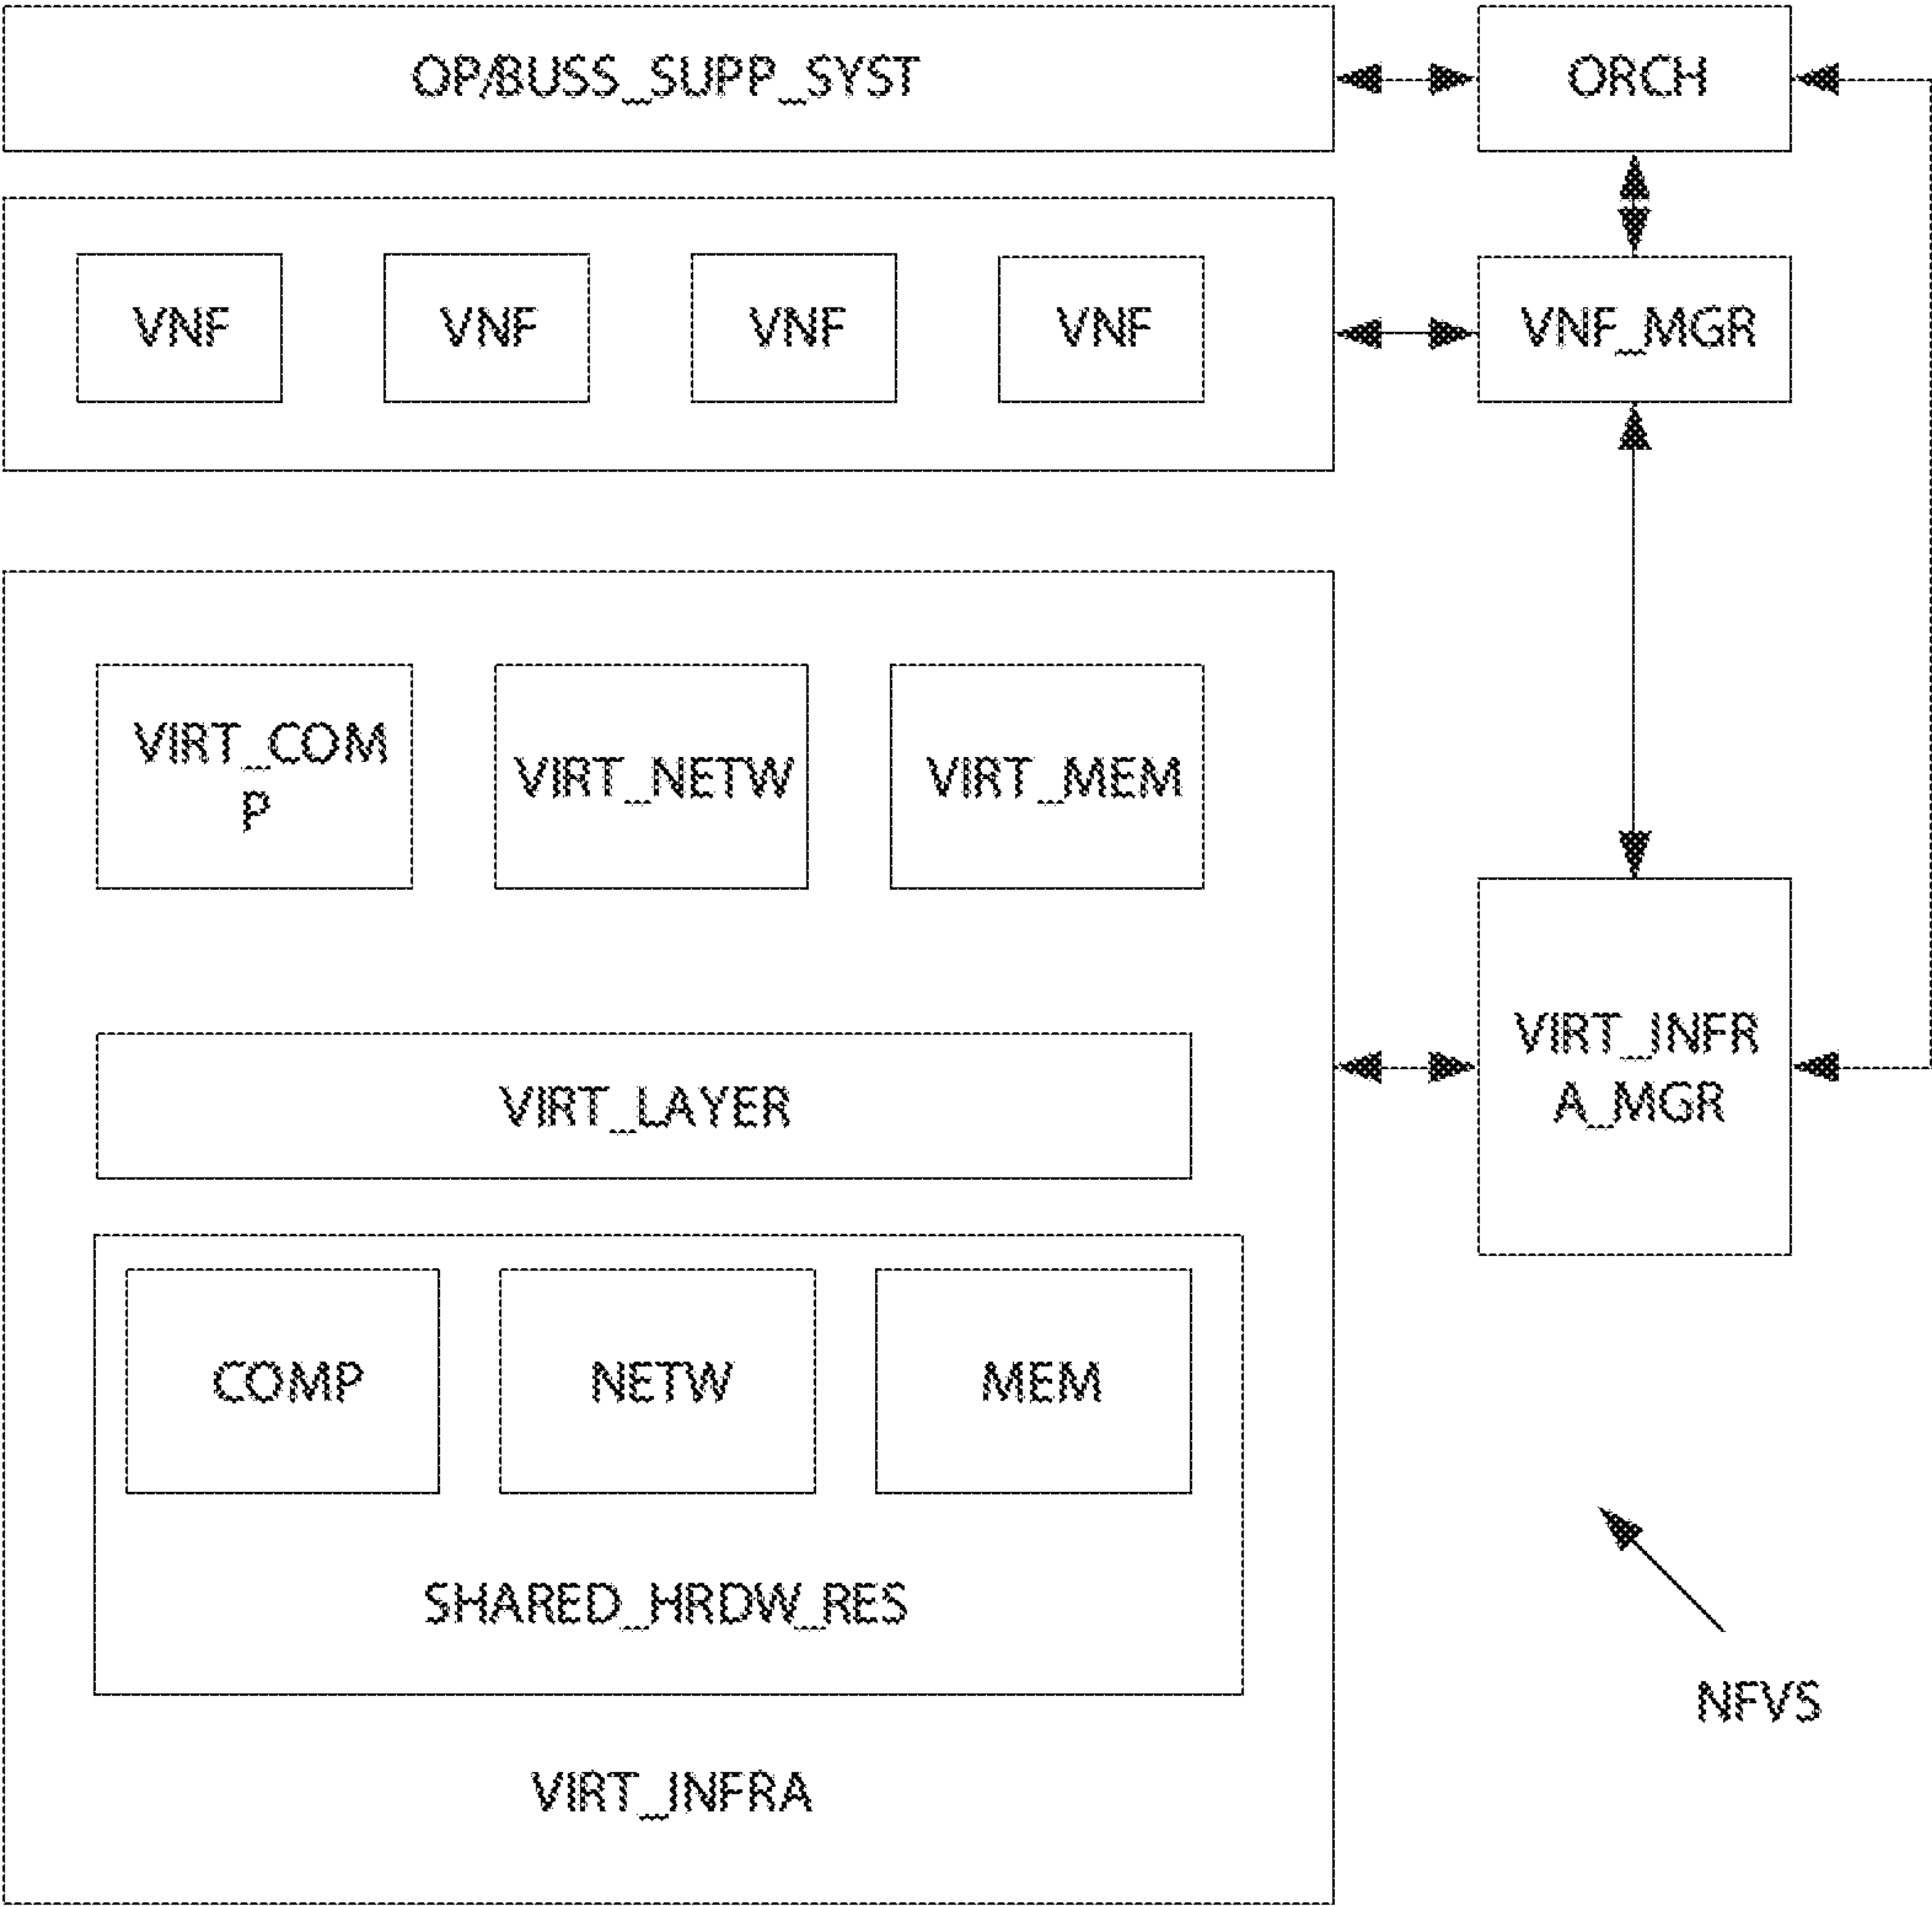 OP/BUSS_SUPP_SYST
ORCH
VNF
VNF
VNF
VNF
VNF_MGR
VIRT_COM
P
VIRT_NETW
VIRT_MEM
VIRT_INFR
A_MGR
VIRT_LAYER
COMP
NETW
MEM
SHARED_HRDW_RES
NFVS
VIRT_INFRA